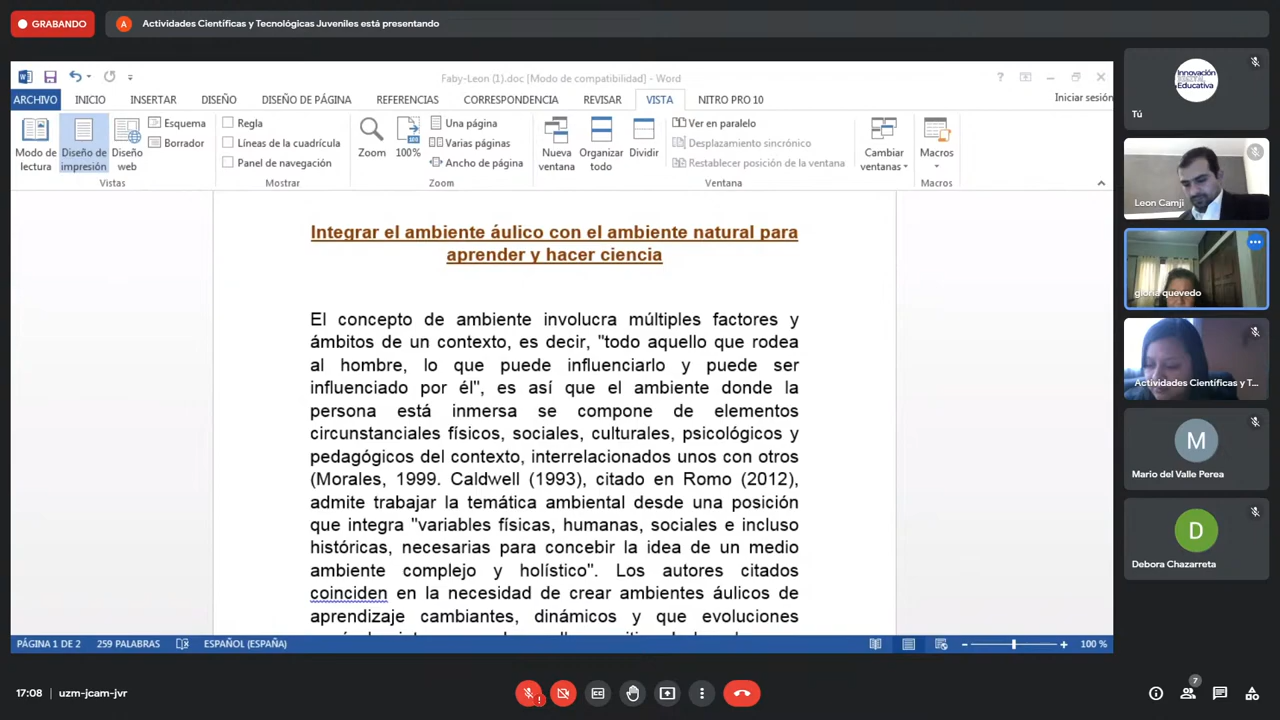 GRABANDO
A
Actividades Científicas y Tecnológicas Juveniles está presentando
Faby-Leon (1).doc [Modo de compatibilidad] - Word
?
ARCHIVO INICIO INSERTAR DISEÑO DISEÑO DE PÁGINA REFERENCIAS CORRESPONDENCIA REVISAR VISTA NITRO PRO 10
Iniciar sesión
Modo de lectura
Diseño de impresión
Diseño web
Esquema
Borrador
Vistas
Regla
Líneas de la cuadrícula
Panel de navegación
Mostrar
Zoom
100%
Una página
Varias páginas
Ancho de página
Zoom
Nueva ventana
Organizar todo
Dividir
Ver en paralelo
Desplazamiento sincrónico
Restablecer posición de la ventana
Ventana
Cambiar ventanas
Macros
Macros
Integrar el ambiente áulico con el ambiente natural para
aprender y hacer ciencia
El concepto de ambiente involucra múltiples factores y
ámbitos de un contexto, es decir, "todo aquello que rodea
al hombre, lo que puede influenciarlo y puede ser
influenciado por él", es así que el ambiente donde la
persona está inmersa se compone de elementos
circunstanciales físicos, sociales, culturales, psicológicos y
pedagógicos del contexto, interrelacionados unos con otros
(Morales, 1999. Caldwell (1993), citado en Romo (2012),
admite trabajar la temática ambiental desde una posición
que integra "variables físicas, humanas, sociales e incluso
históricas, necesarias para concebir la idea de un medio
ambiente complejo y holístico". Los autores citados
coinciden en la necesidad de crear ambientes áulicos de
aprendizaje cambiantes, dinámicos y que evoluciones
PÁGINA 1 DE 2 259 PALABRAS ESPAÑOL (ESPAÑA)
100 %
Innovación
DIGITAL
Educativa
Tú
Leon Camji
gloria quevedo
Actividades Científicas y T...
M
Mario del Valle Perea
D
Debora Chazarreta
17:08 | uzm-jcam-jvr
7